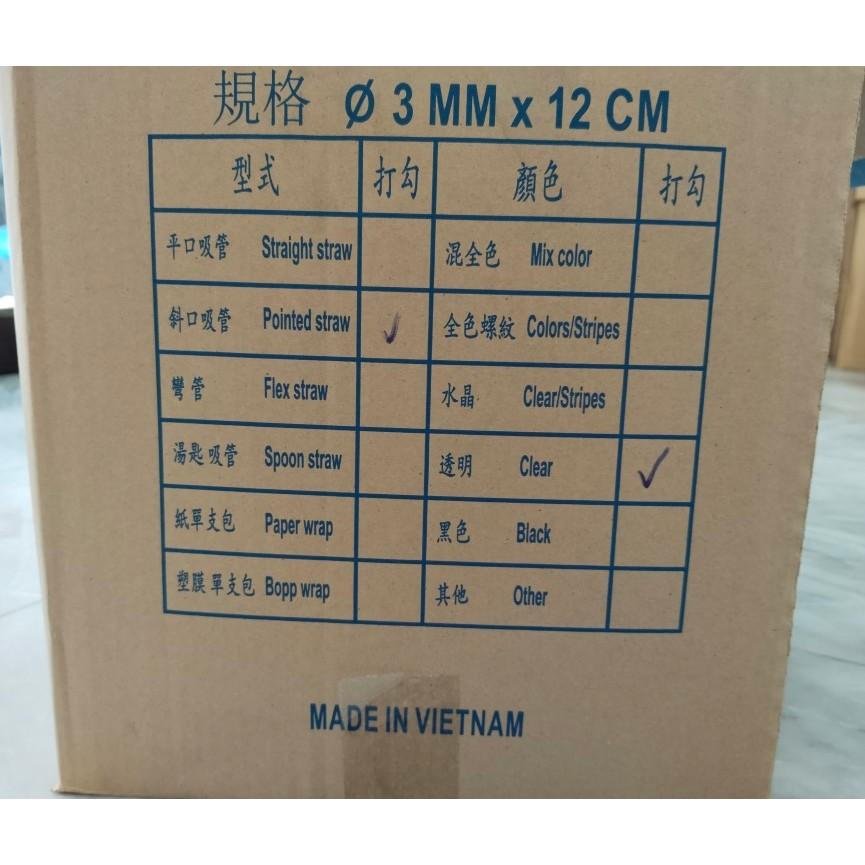 規格 Ø 3 MM x 12 CM
型式 打勾 顏色 打勾
平口吸管 Straight straw 混全色 Mix color
斜口吸管 Pointed straw ✓ 全色螺紋 Colors/Stripes
彎管 Flex straw 水晶 Clear/Stripes
湯匙吸管 Spoon straw 透明 Clear ✓
紙單支包 Paper wrap 黑色 Black
塑膜單支包 Bopp wrap 其他 Other
MADE IN VIETNAM